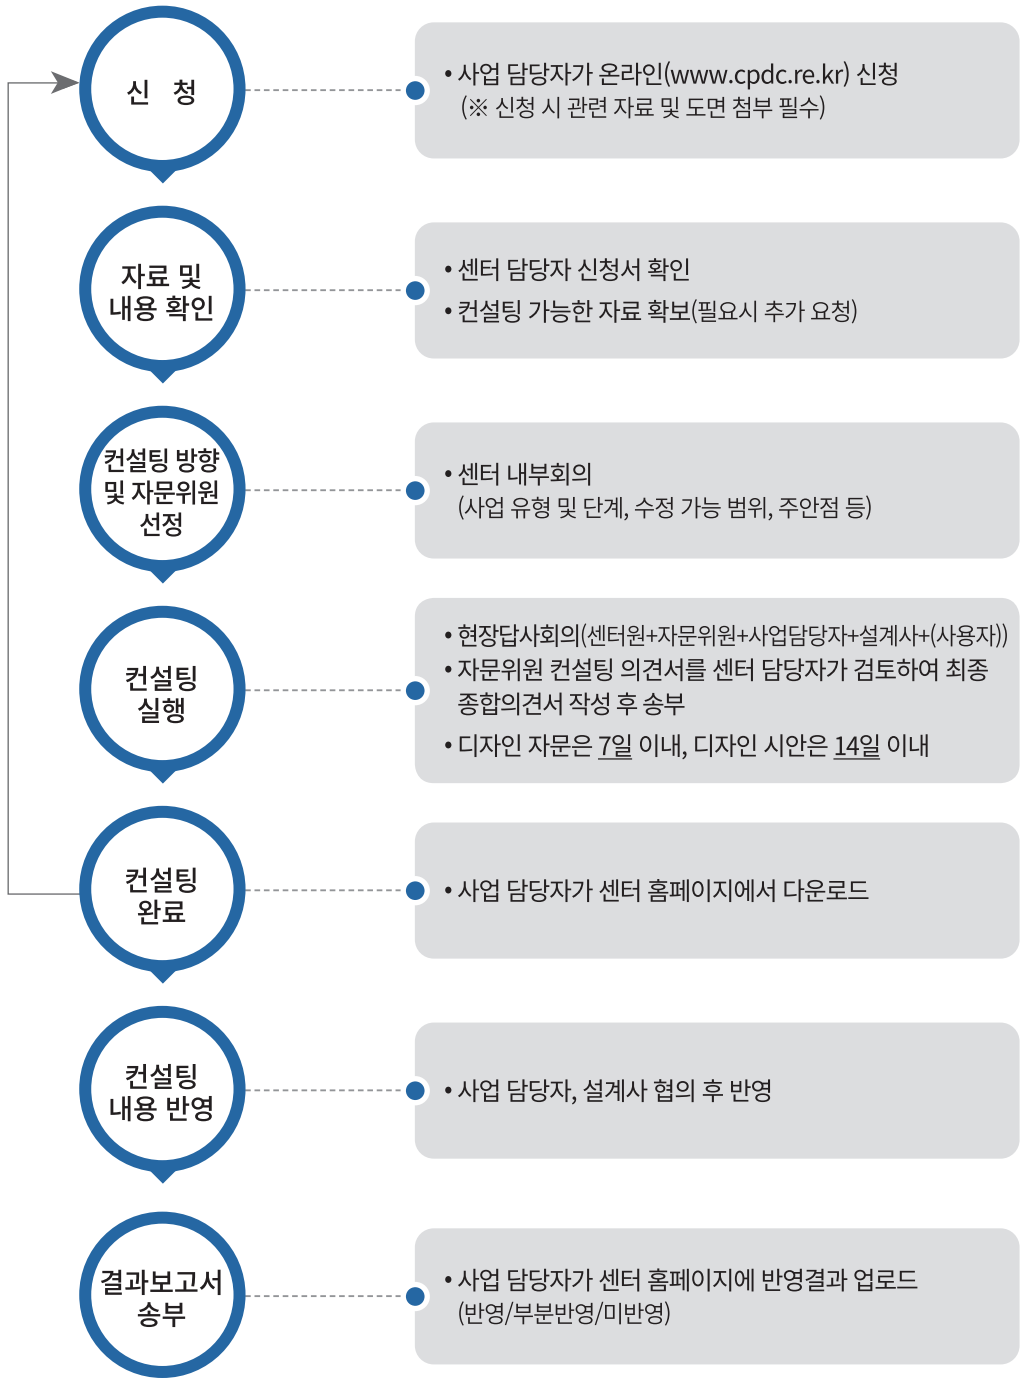 신 청
• 사업 담당자가 온라인(www.cpdc.re.kr) 신청
(※ 신청 시 관련 자료 및 도면 첨부 필수)
자료 및
내용 확인
• 센터 담당자 신청서 확인
• 컨설팅 가능한 자료 확보(필요시 추가 요청)
컨설팅 방향
및 자문위원
선정
• 센터 내부회의
(사업 유형 및 단계, 수정 가능 범위, 주안점 등)
컨설팅
실행
• 현장답사회의(센터원+자문위원+사업담당자+설계사+(사용자))
• 자문위원 컨설팅 의견서를 센터 담당자가 검토하여 최종
종합의견서 작성 후 송부
• 디자인 자문은 7일 이내, 디자인 시안은 14일 이내
컨설팅
완료
• 사업 담당자가 센터 홈페이지에서 다운로드
컨설팅
내용 반영
• 사업 담당자, 설계사 협의 후 반영
결과보고서
송부
• 사업 담당자가 센터 홈페이지에 반영결과 업로드
(반영/부분반영/미반영)